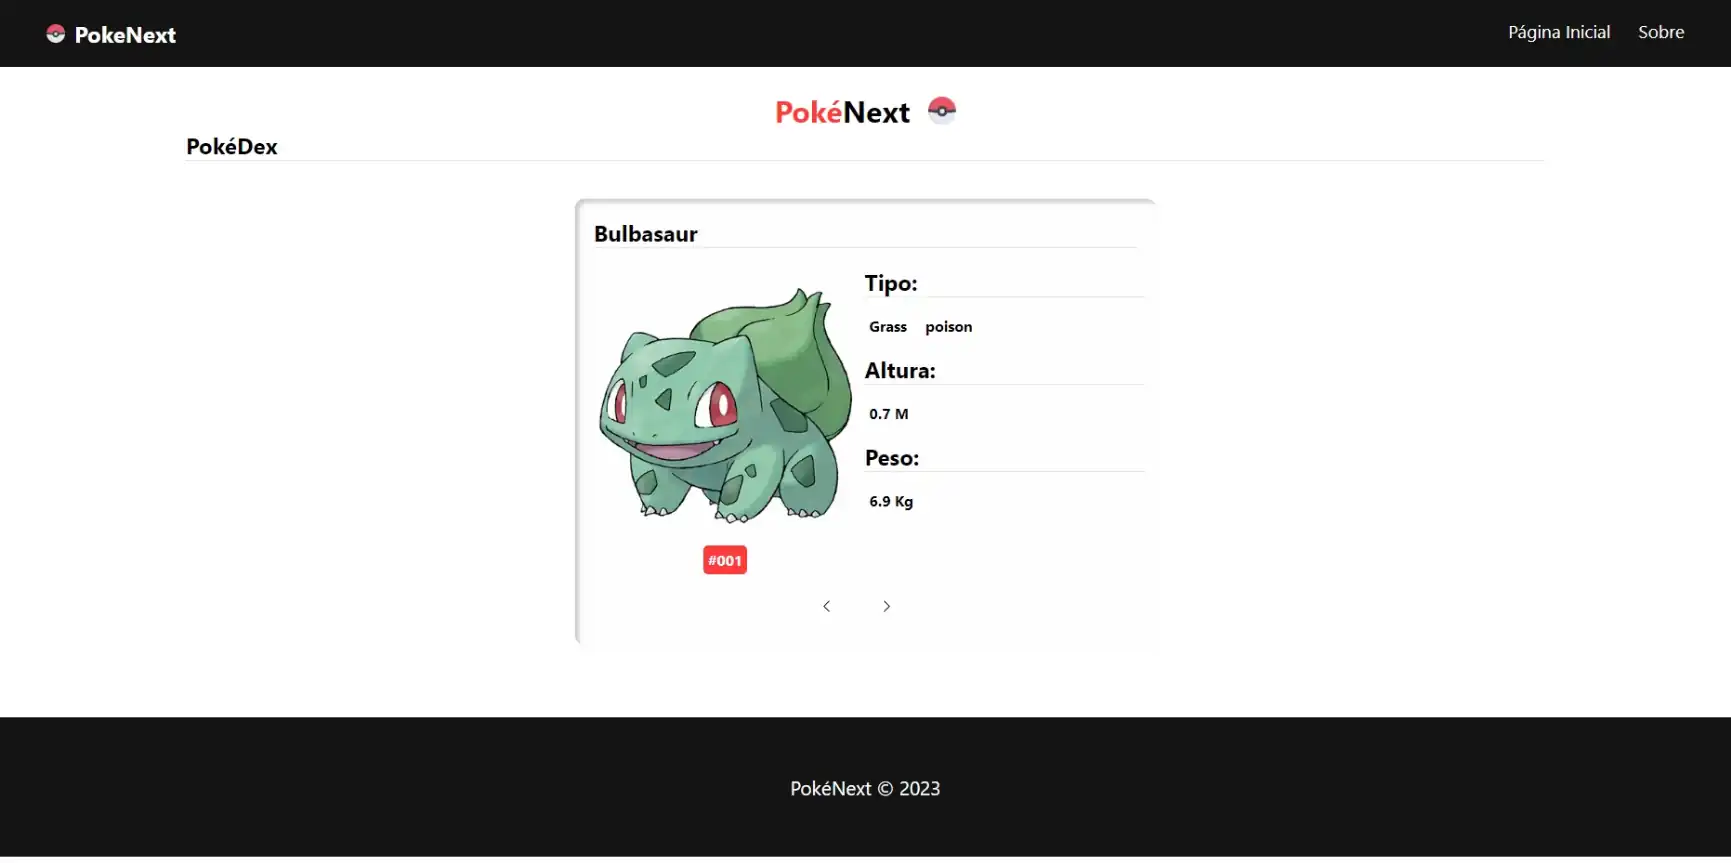 PokeNext
Página Inicial Sobre
PokéNext
PokéDex
Bulbasaur
Tipo:
Grass poison
Altura:
0.7 M
Peso:
6.9 Kg
#001
PokéNext © 2023